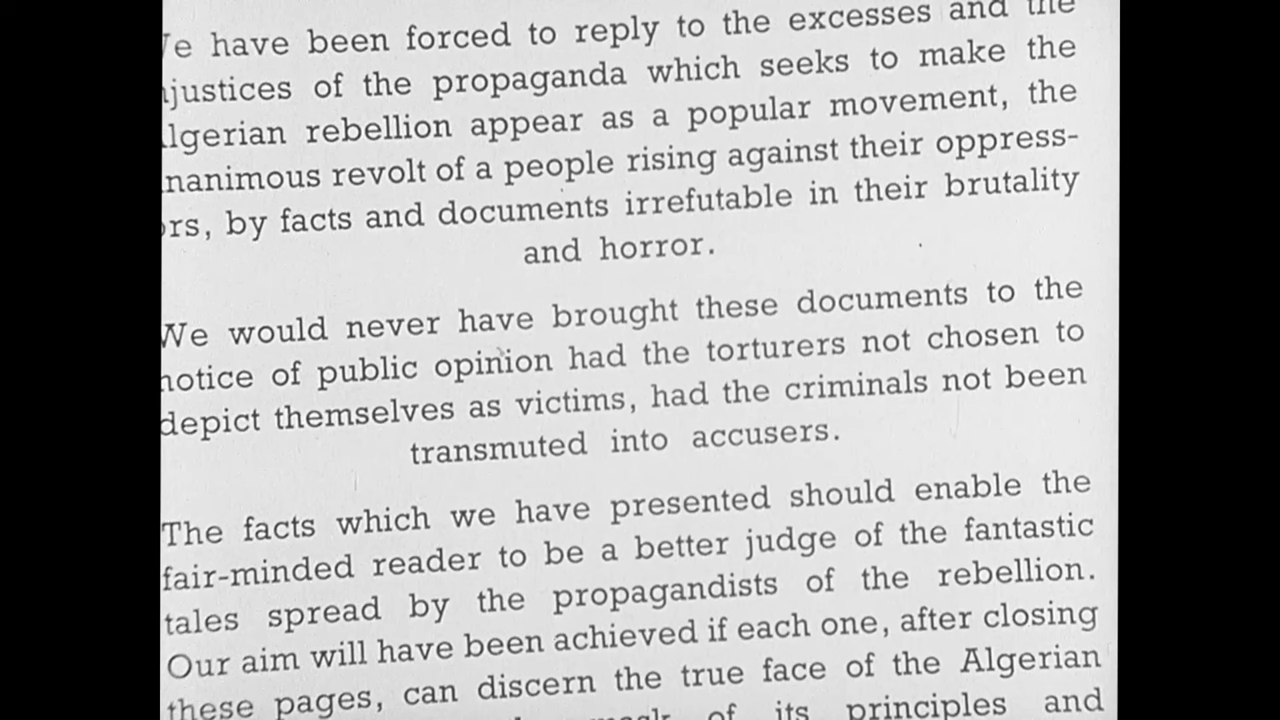 We have been forced to reply to the excesses and the
njustices of the propaganda which seeks to make the
lgerian rebellion appear as a popular movement, the
nanimous revolt of a people rising against their oppress-
ors, by facts and documents irrefutable in their brutality
and horror.
We would never have brought these documents to the
notice of public opinion had the torturers not chosen to
depict themselves as victims, had the criminals not been
transmuted into accusers.
The facts which we have presented should enable the
fair-minded reader to be a better judge of the fantastic
tales spread by the propagandists of the rebellion.
Our aim will have been achieved if each one, after closing
these pages, can discern the true face of the Algerian
of its principles and